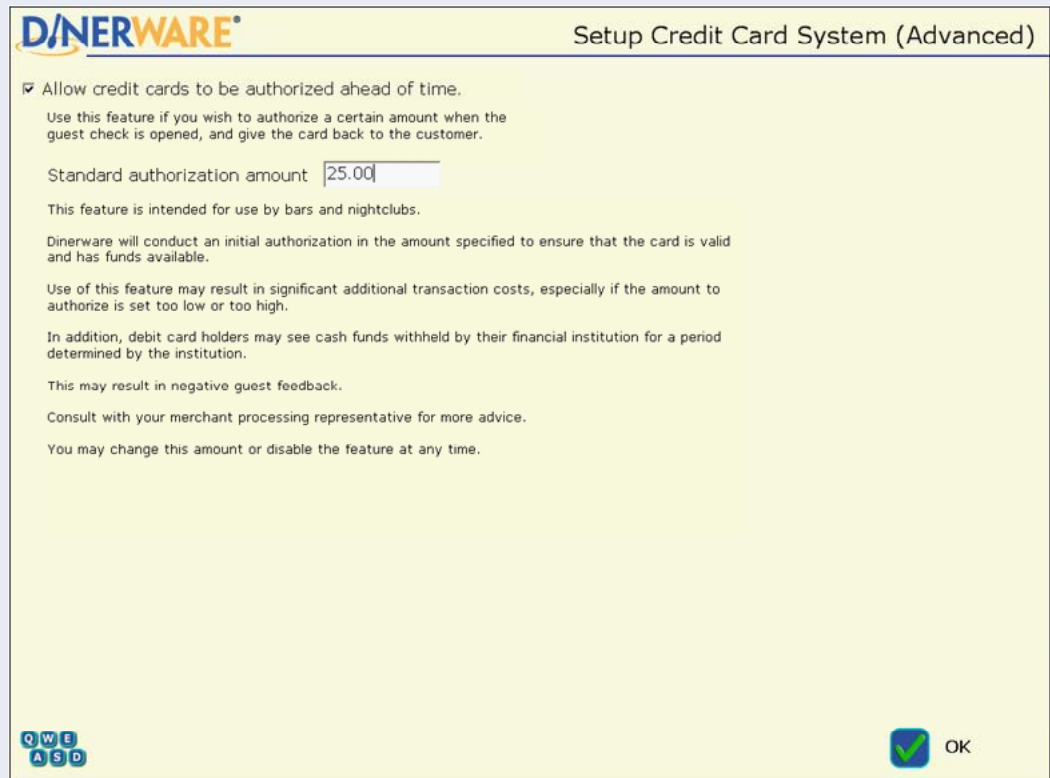 DINERWARE®
Setup Credit Card System (Advanced)
Allow credit cards to be authorized ahead of time.
Use this feature if you wish to authorize a certain amount when the
guest check is opened, and give the card back to the customer.
Standard authorization amount 25.00
This feature is intended for use by bars and nightclubs.
Dinerware will conduct an initial authorization in the amount specified to ensure that the card is valid
and has funds available.
Use of this feature may result in significant additional transaction costs, especially if the amount to
authorize is set too low or too high.
In addition, debit card holders may see cash funds withheld by their financial institution for a period
determined by the institution.
This may result in negative guest feedback.
Consult with your merchant processing representative for more advice.
You may change this amount or disable the feature at any time.
Q W E
A S D
OK